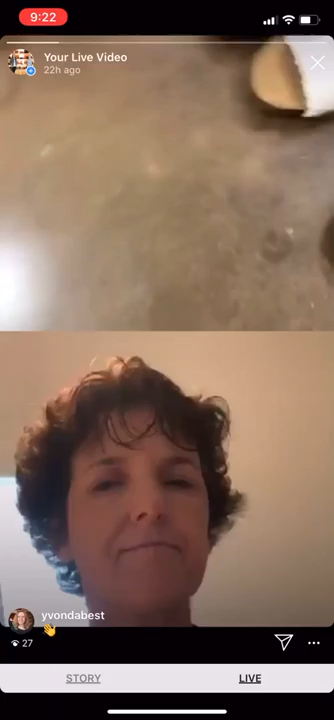 9:22
Your Live Video
22h ago
yvondabest
👋
27
STORY
LIVE